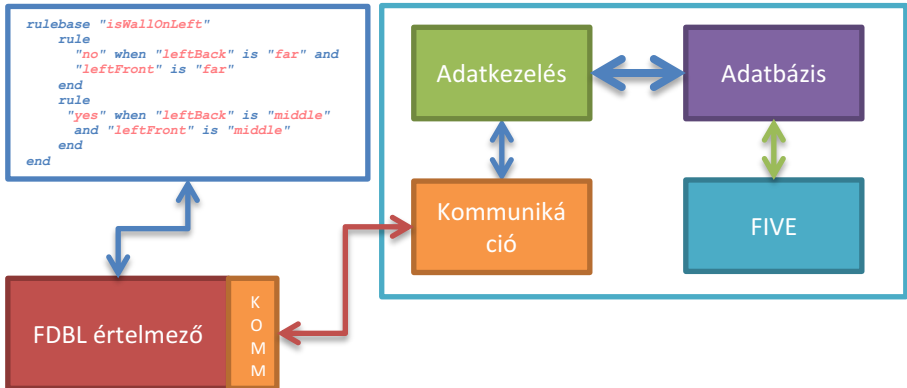 rulebase "isWallOnLeft"
rule
"no" when "leftBack" is "far" and
"leftFront" is "far"
end
rule
"yes" when "leftBack" is "middle"
and "leftFront" is "middle"
end
end
Adatkezelés
Adatbázis
Kommuniká
ció
FIVE
FDBL értelmező
K
O
M
M